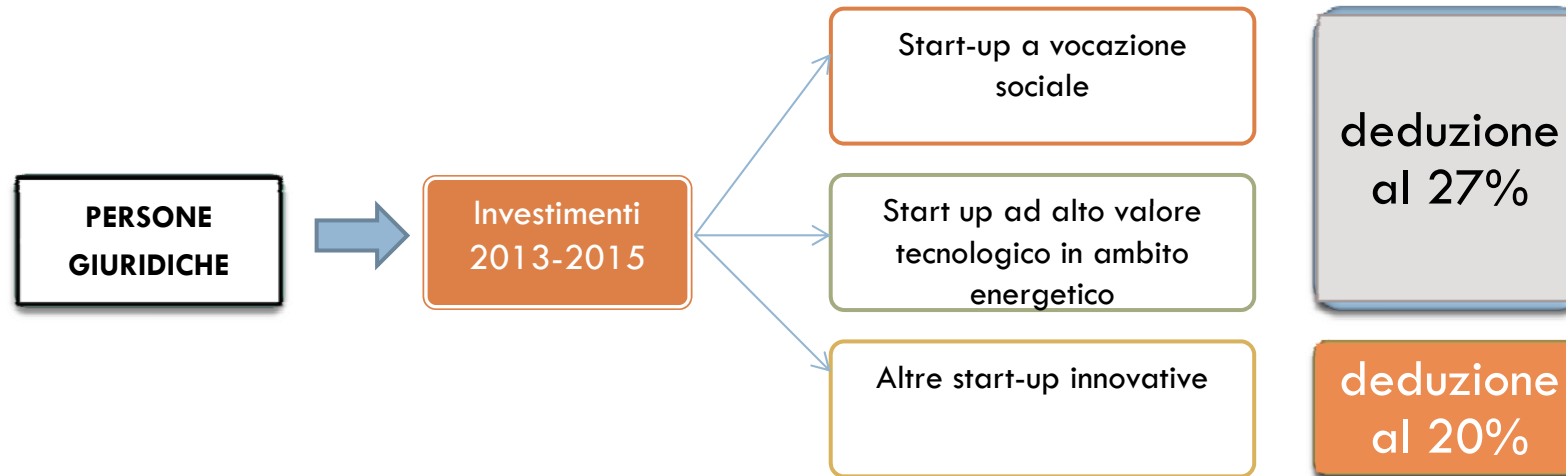 PERSONE
GIURIDICHE
Investimenti
2013-2015
Start-up a vocazione
sociale
Start up ad alto valore
tecnologico in ambito
energetico
Altre start-up innovative
deduzione
al 27%
deduzione
al 20%